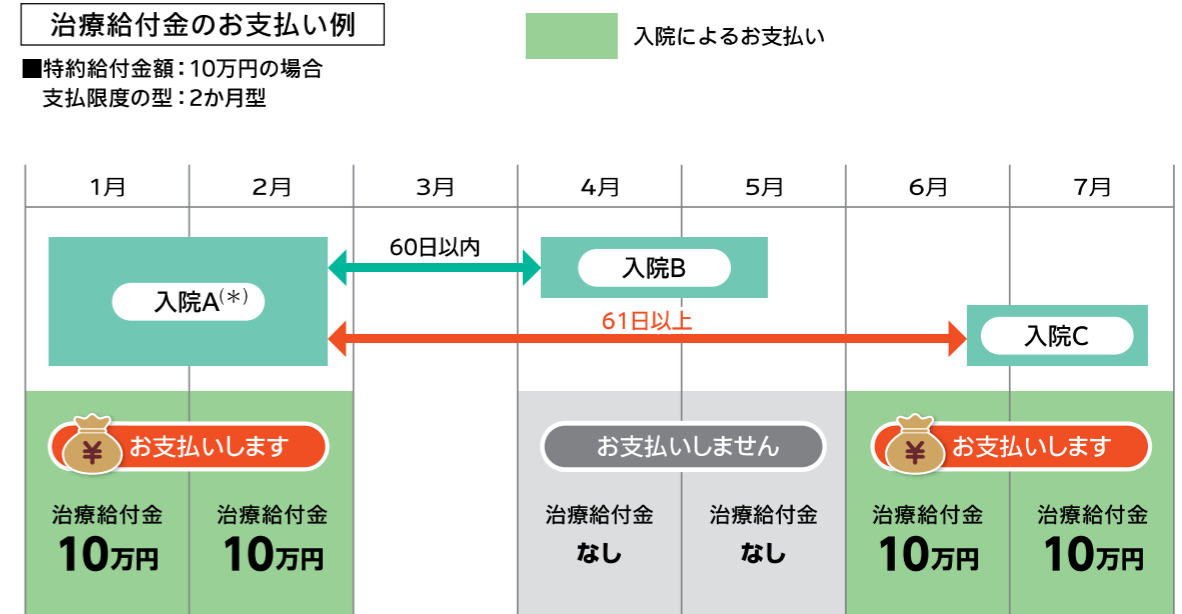 治療給付金のお支払い例
入院によるお支払い
■特約給付金額：10万円の場合
支払限度の型：2か月型
1月 2月 3月 4月 5月 6月 7月
60日以内
入院B
入院A(＊)
61日以上
入院C
¥ お支払いします お支払いしません ¥ お支払いします
治療給付金 治療給付金 治療給付金 治療給付金 治療給付金 治療給付金
10万円 10万円 なし なし 10万円 10万円